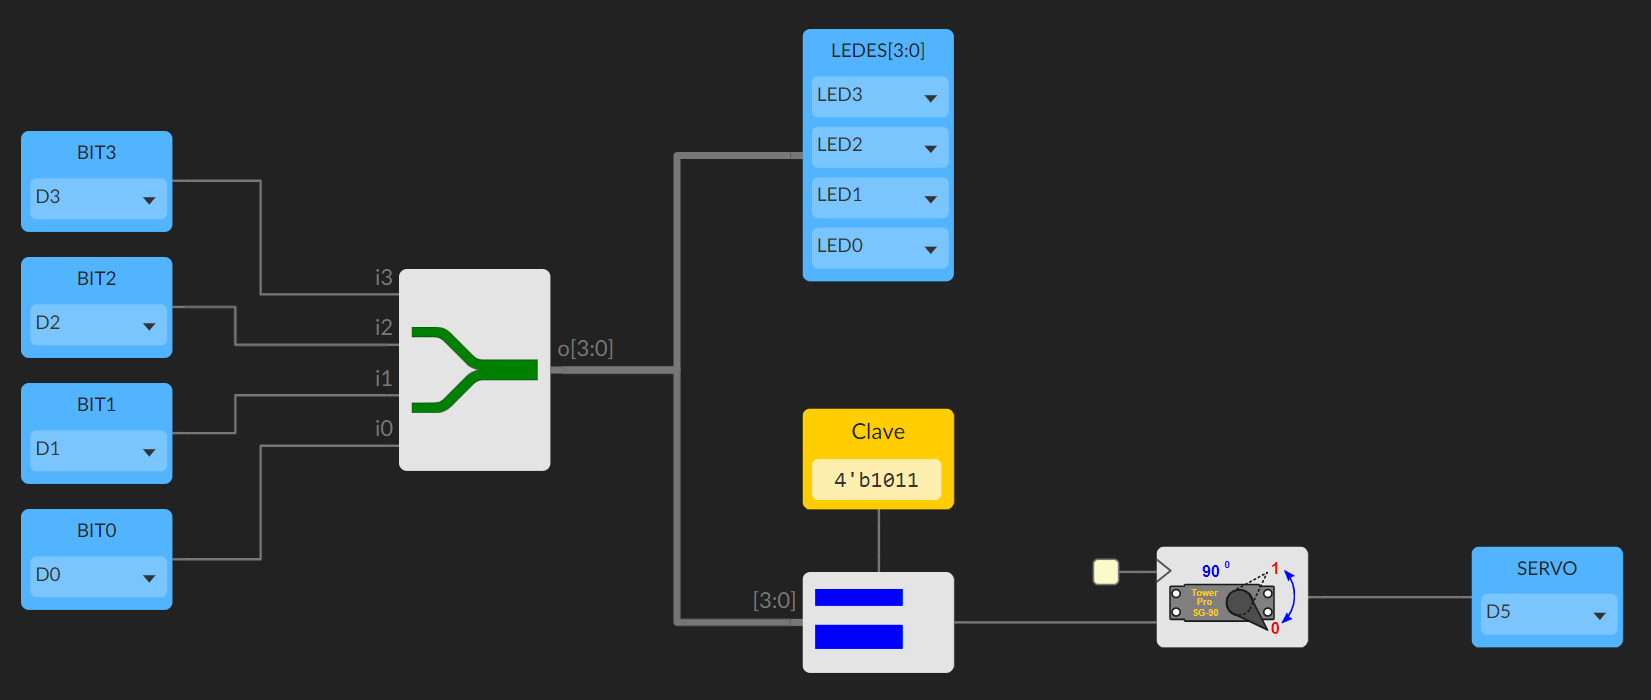 BIT3
D3
BIT2
D2
BIT1
D1
BIT0
D0
i3
i2
i1
i0
o[3:0]
LEDES[3:0]
LED3
LED2
LED1
LED0
Clave
4'b1011
[3:0]
90 0
1
Tower
Pro
SG-90
0
SERVO
D5